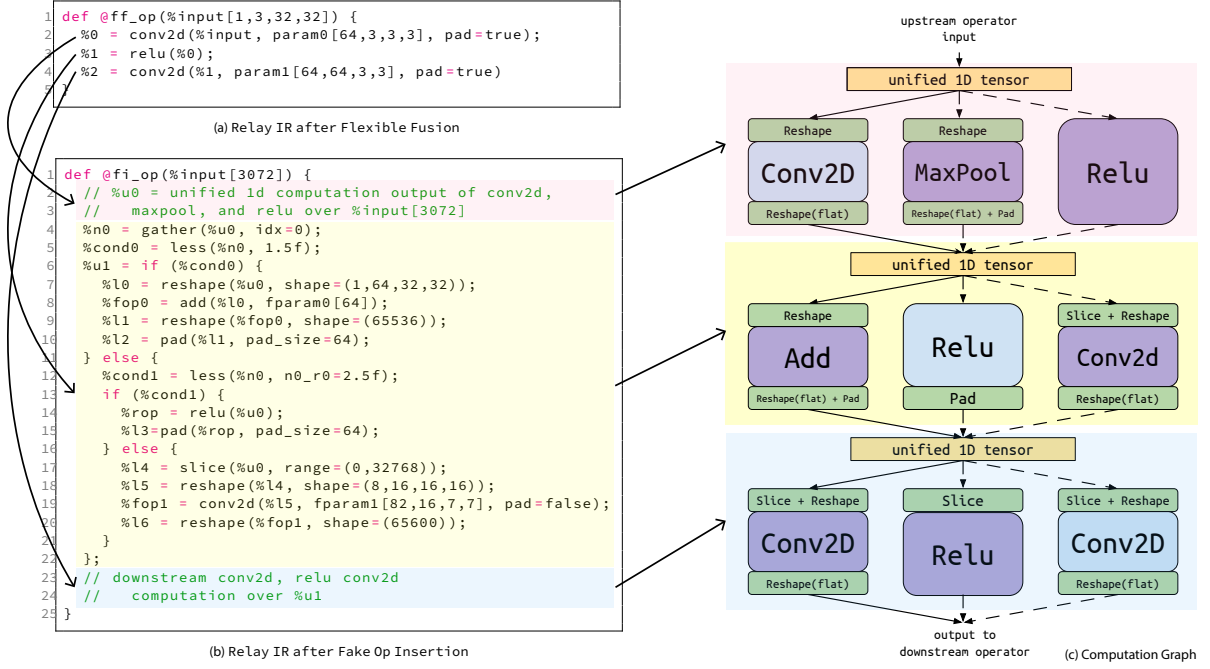 1 def @ff_op(%input[1,3,32,32]) {
2 %0 = conv2d(%input, param0[64,3,3,3], pad=true);
3 %1 = relu(%0);
4 %2 = conv2d(%1, param1[64,64,3,3], pad=true)
5 }
(a) Relay IR after Flexible Fusion
1 def @fi_op(%input[3072]) {
2 // %u0 = unified 1d computation output of conv2d,
3 // maxpool, and relu over %input[3072]
4 %n0 = gather(%u0, idx=0);
5 %cond0 = less(%n0, 1.5f);
6 %u1 = if (%cond0) {
7 %l0 = reshape(%u0, shape=(1,64,32,32));
8 %fop0 = add(%l0, fparam0[64]);
9 %l1 = reshape(%fop0, shape=(65536));
10 %l2 = pad(%l1, pad_size=64);
11 } else {
12 %cond1 = less(%n0, n0_r0=2.5f);
13 if (%cond1) {
14 %rop = relu(%u0);
15 %l3=pad(%rop, pad_size=64);
16 } else {
17 %l4 = slice(%u0, range=(0,32768));
18 %l5 = reshape(%l4, shape=(8,16,16,16));
19 %fop1 = conv2d(%l5, fparam1[82,16,7,7], pad=false);
20 %l6 = reshape(%fop1, shape=(65600));
21 }
22 };
23 // downstream conv2d, relu conv2d
24 // computation over %u1
25 }
(b) Relay IR after Fake Op Insertion
upstream operator
input
unified 1D tensor
Reshape
Conv2D
Reshape(flat)
Reshape
MaxPool
Reshape(flat) + Pad
Relu
unified 1D tensor
Reshape
Add
Reshape(flat) + Pad
Relu
Pad
Slice + Reshape
Conv2d
Reshape(flat)
unified 1D tensor
Slice + Reshape
Conv2D
Reshape(flat)
Slice
Relu
Slice + Reshape
Conv2D
Reshape(flat)
output to
downstream operator
(c) Computation Graph